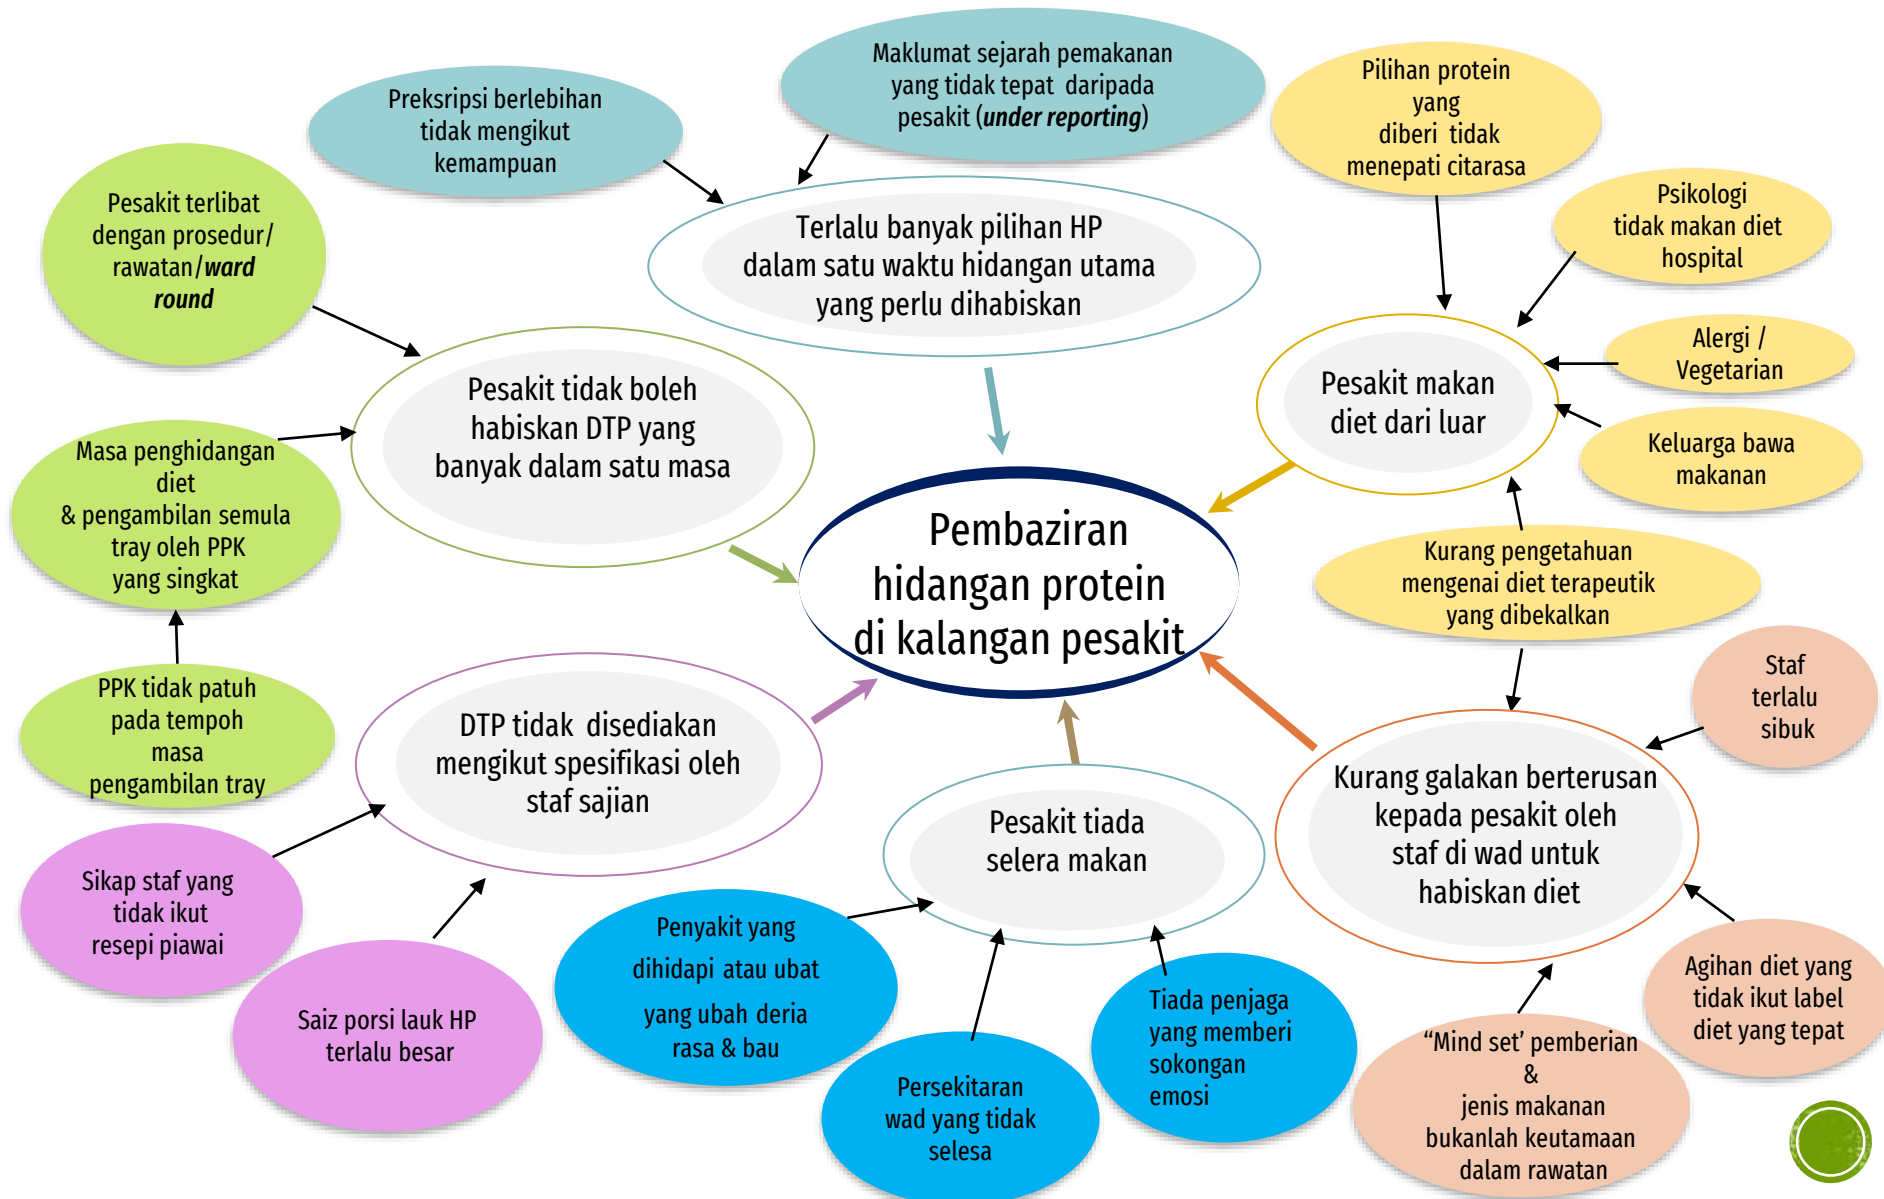 Maklumat sejarah pemakanan
yang tidak tepat daripada
pesakit (under reporting)
Preksripsi berlebihan
tidak mengikut
kemampuan
Pilihan protein
yang
diberi tidak
menepati citarasa
Pesakit terlibat
dengan prosedur/
rawatan/ward
round
Terlalu banyak pilihan HP
dalam satu waktu hidangan utama
yang perlu dihabiskan
Psikologi
tidak makan diet
hospital
Alergi /
Vegetarian
Pesakit makan
diet dari luar
Keluarga bawa
makanan
Pesakit tidak boleh
habiskan DTP yang
banyak dalam satu masa
Masa penghidangan
diet
& pengambilan semula
tray oleh PPK
yang singkat
Pembaziran
hidangan protein
di kalangan pesakit
Kurang pengetahuan
mengenai diet terapeutik
yang dibekalkan
PPK tidak patuh
pada tempoh
masa
pengambilan tray
DTP tidak disediakan
mengikut spesifikasi oleh
staf sajian
Staf
terlalu
sibuk
Kurang galakan berterusan
kepada pesakit oleh
staf di wad untuk
habiskan diet
Pesakit tiada
selera makan
Sikap staf yang
tidak ikut
resepi piawai
Saiz porsi lauk HP
terlalu besar
Penyakit yang
dihidapi atau ubat
yang ubah deria
rasa & bau
Persekitaran
wad yang tidak
selesa
Tiada penjaga
yang memberi
sokongan
emosi
Agihan diet yang
tidak ikut label
diet yang tepat
“Mind set’ pemberian
&
jenis makanan
bukanlah keutamaan
dalam rawatan